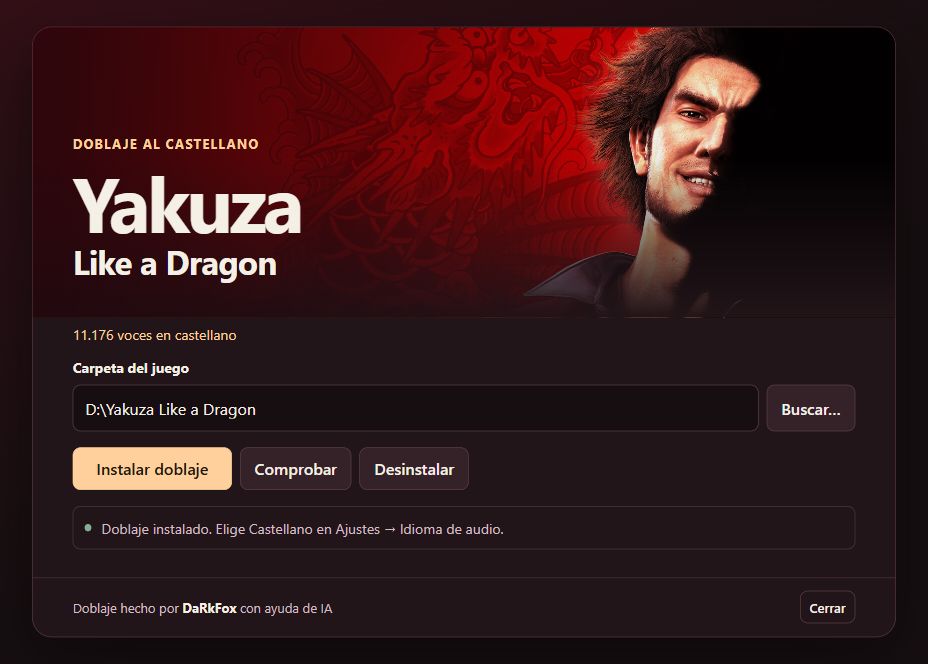 DOBLAJE AL CASTELLANO
Yakuza
Like a Dragon
11.176 voces en castellano
Carpeta del juego
D:\Yakuza Like a Dragon
Buscar...
Instalar doblaje
Comprobar
Desinstalar
Doblaje instalado. Elige Castellano en Ajustes → Idioma de audio.
Doblaje hecho por DaRkFox con ayuda de IA
Cerrar